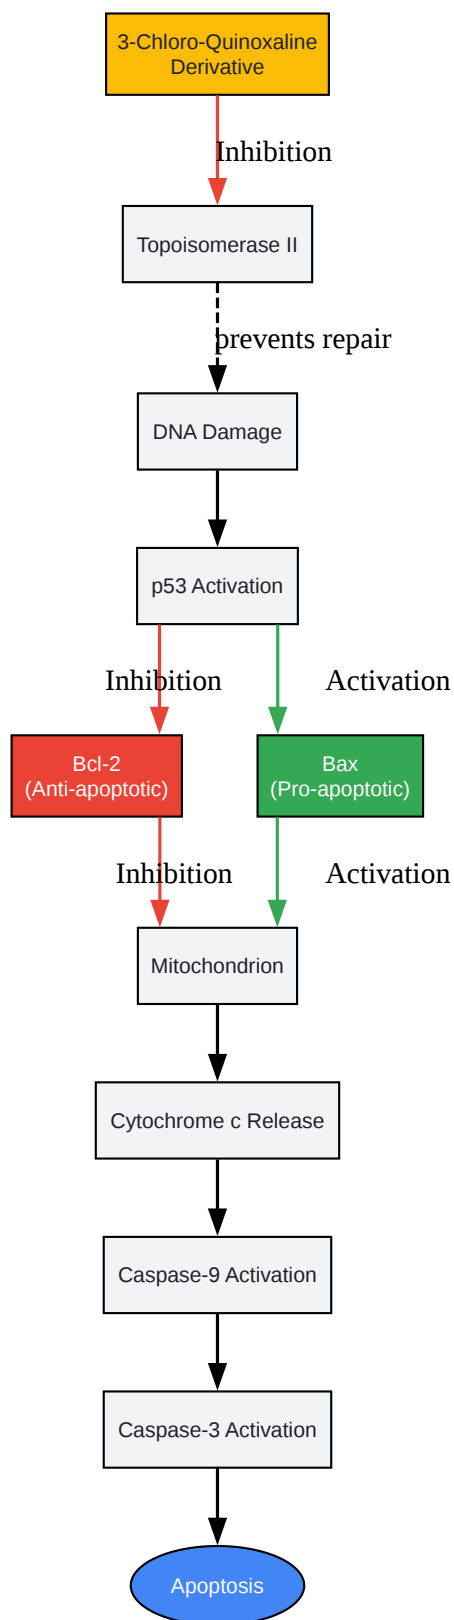 3-Chloro-Quinoxaline
Derivative
Inhibition
Topoisomerase II
prevents repair
DNA Damage
p53 Activation
Inhibition
Activation
Bcl-2
(Anti-apoptotic)
Bax
(Pro-apoptotic)
Inhibition
Activation
Mitochondrion
Cytochrome c Release
Caspase-9 Activation
Caspase-3 Activation
Apoptosis